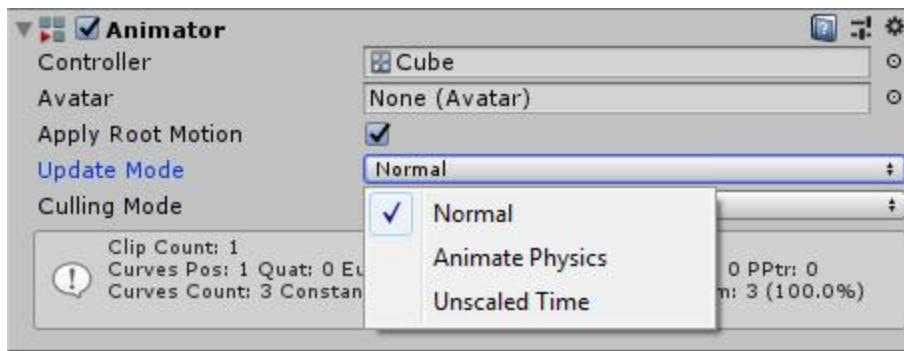 Animator
Controller Cube
Avatar None (Avatar)
Apply Root Motion
Update Mode Normal
Culling Mode
Normal
Animate Physics
Unscaled Time
Clip Count: 1
Curves Pos: 1 Quat: 0 0 PPtr: 0
Curves Count: 3 3 (100.0%)